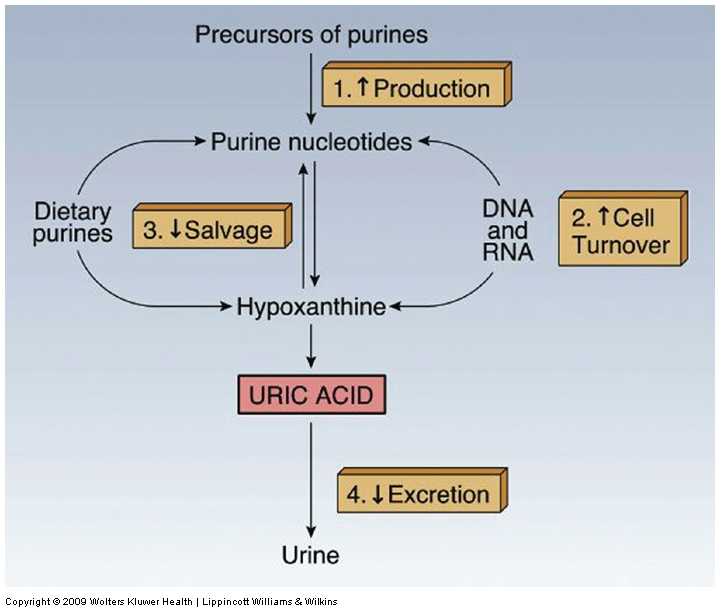 Precursors of purines
1. ↑ Production
Purine nucleotides
Dietary
purines
3. ↓ Salvage
DNA
and
RNA
2. ↑ Cell
Turnover
Hypoxanthine
URIC ACID
4. ↓ Excretion
Urine
Copyright © 2009 Wolters Kluwer Health | Lippincott Williams & Wilkins